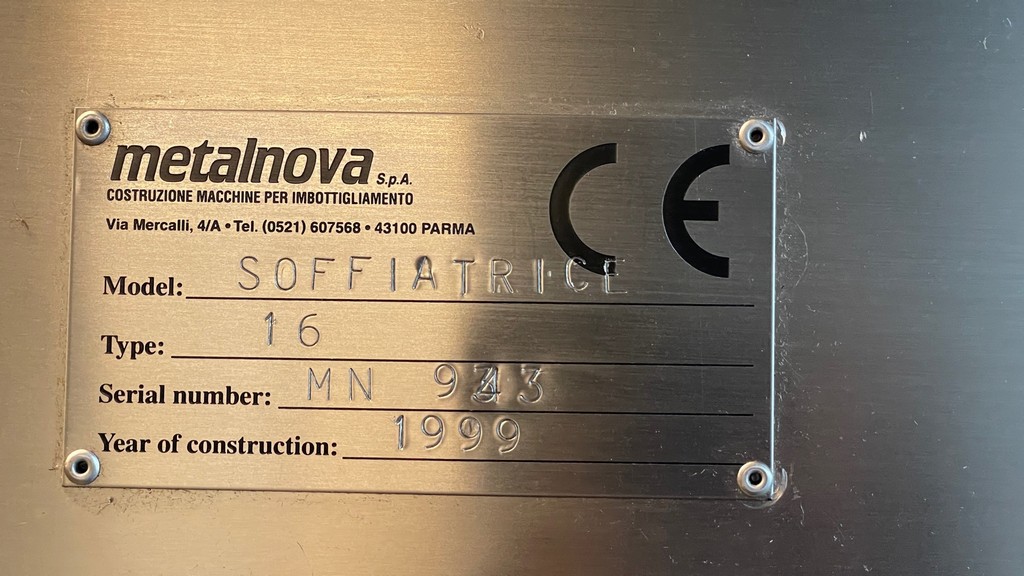 metalnova S.p.A.
COSTRUZIONE MACCHINE PER IMBOTTIGLIAMENTO
Via Mercalli, 4/A • Tel. (0521) 607568 • 43100 PARMA
CE
Model: SOFFIATRICE
Type: 16
Serial number: MN
Year of construction: 1999